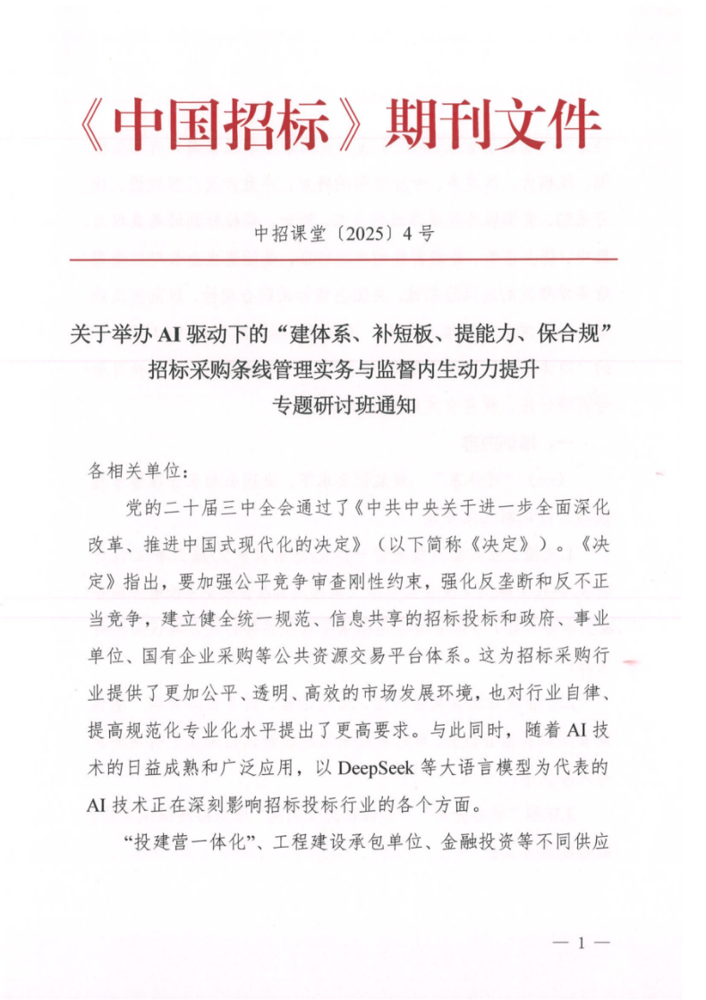 《中国招标》期刊文件
中招课堂〔2025〕4号
关于举办AI驱动下的“建体系、补短板、提能力、保合规”
招标采购条线管理实务与监督内生动力提升
专题研讨班通知
各相关单位：
党的二十届三中全会通过了《中共中央关于进一步全面深化
改革、推进中国式现代化的决定》（以下简称《决定》）。《决
定》指出，要加强公平竞争审查刚性约束，强化反垄断和反不正
当竞争，建立健全统一规范、信息共享的招标投标和政府、事业
单位、国有企业采购等公共资源交易平台体系。这为招标采购行
业提供了更加公平、透明、高效的市场发展环境，也对行业自律、
提高规范化专业化水平提出了更高要求。与此同时，随着AI技
术的日益成熟和广泛应用，以DeepSeek等大语言模型为代表的
AI技术正在深刻影响招标投标行业的各个方面。
“投建营一体化”、工程建设承包单位、金融投资等不同供应
— 1 —